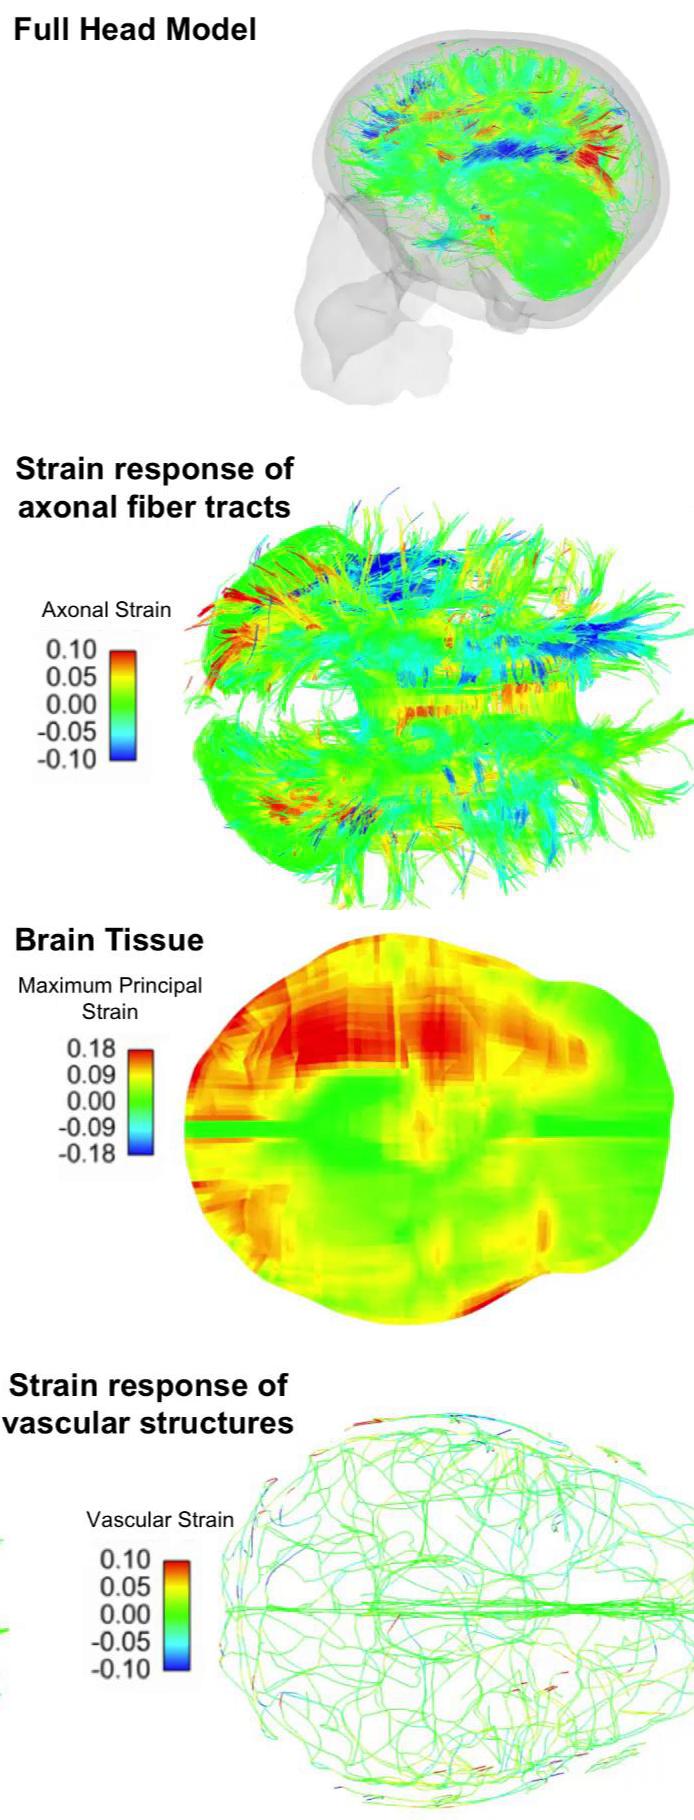 Full Head Model
Strain response of
axonal fiber tracts
Axonal Strain
0.10
0.05
0.00
-0.05
-0.10
Brain Tissue
Maximum Principal
Strain
0.18
0.09
0.00
-0.09
-0.18
Strain response of
vascular structures
Vascular Strain
0.10
0.05
0.00
-0.05
-0.10